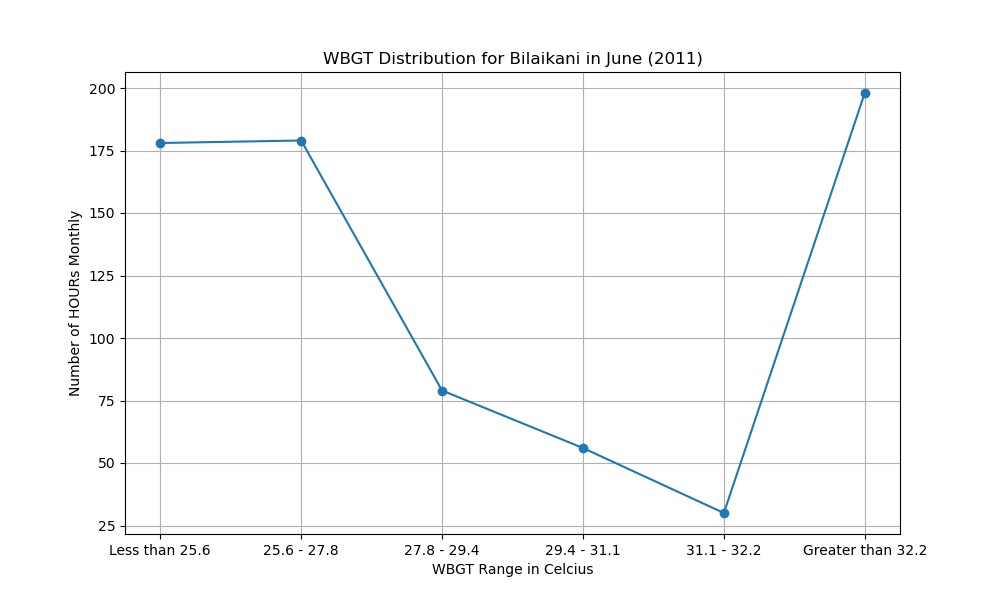 WBGT Distribution for Bilaikani in June (2011)
Number of HOURs Monthly
200
175
150
125
100
75
50
25
Less than 25.6
25.6 - 27.8
27.8 - 29.4
29.4 - 31.1
31.1 - 32.2
Greater than 32.2
WBGT Range in Celcius